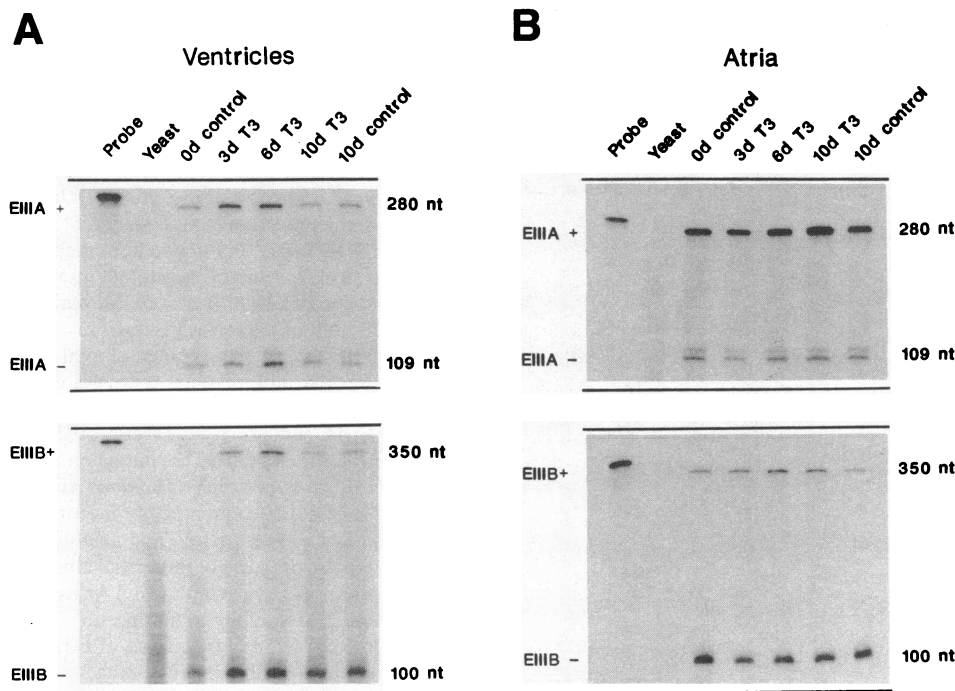 A
Ventricles
Probe
Yeast
0d control
3d T3
6d T3
10d T3
10d control
EIIIA +
280 nt
EIIIA –
109 nt
EIIIB+
350 nt
EIIIB –
100 nt
B
Atria
Probe
Yeast
0d control
3d T3
6d T3
10d T3
10d control
EIIIA +
280 nt
EIIIA –
109 nt
EIIIB+
350 nt
EIIIB –
100 nt